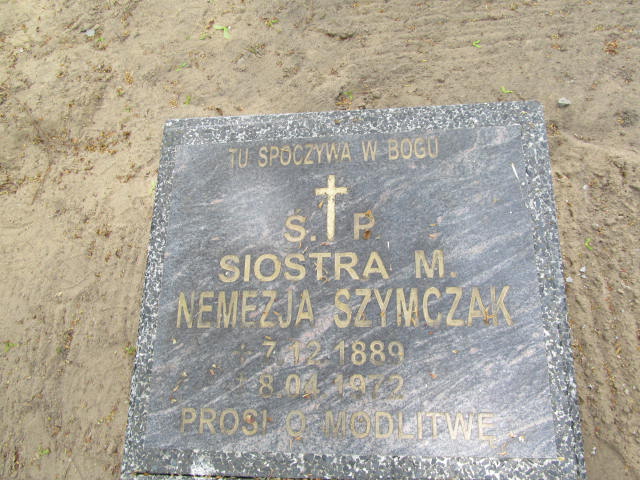 TU SPOCZYWA W BOGU
Ś. P.
SIOSTRA M.
NEMEZJA SZYMCZAK
7.12.1889
8.04.1972
PROSI O MODLITWĘ